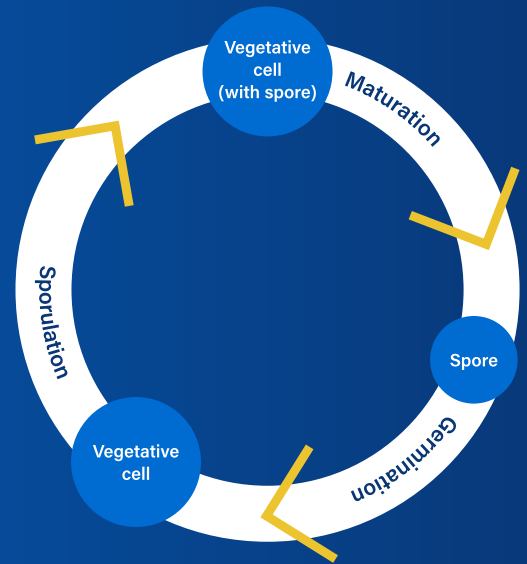 Vegetative
cell
(with spore)
Maturation
Spore
Germination
Vegetative
cell
Sporulation